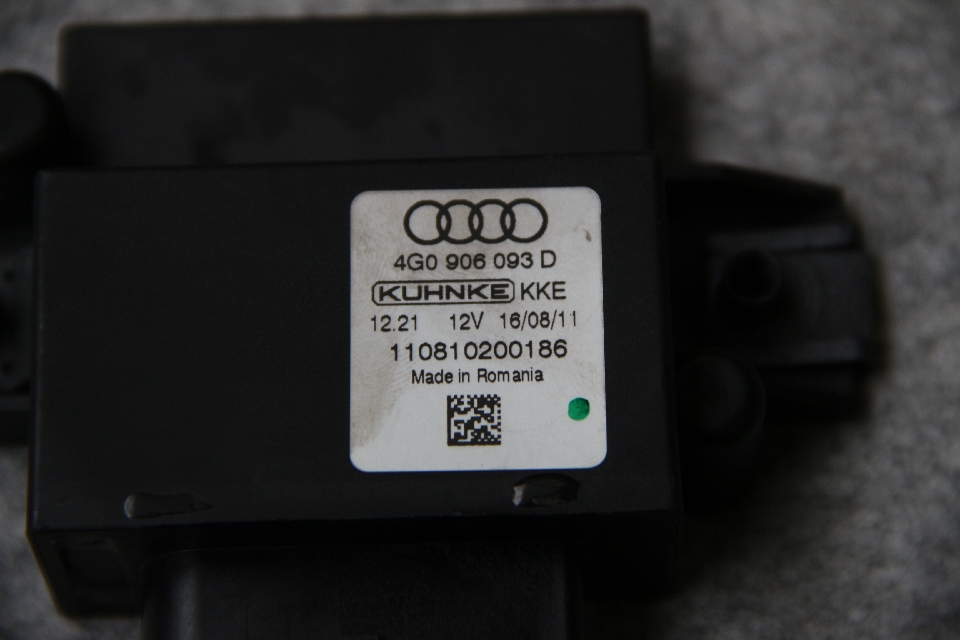 4G0 906 093 D
KUHNKE KKE
12.21 12V 16/08/11
110810200186
Made in Romania